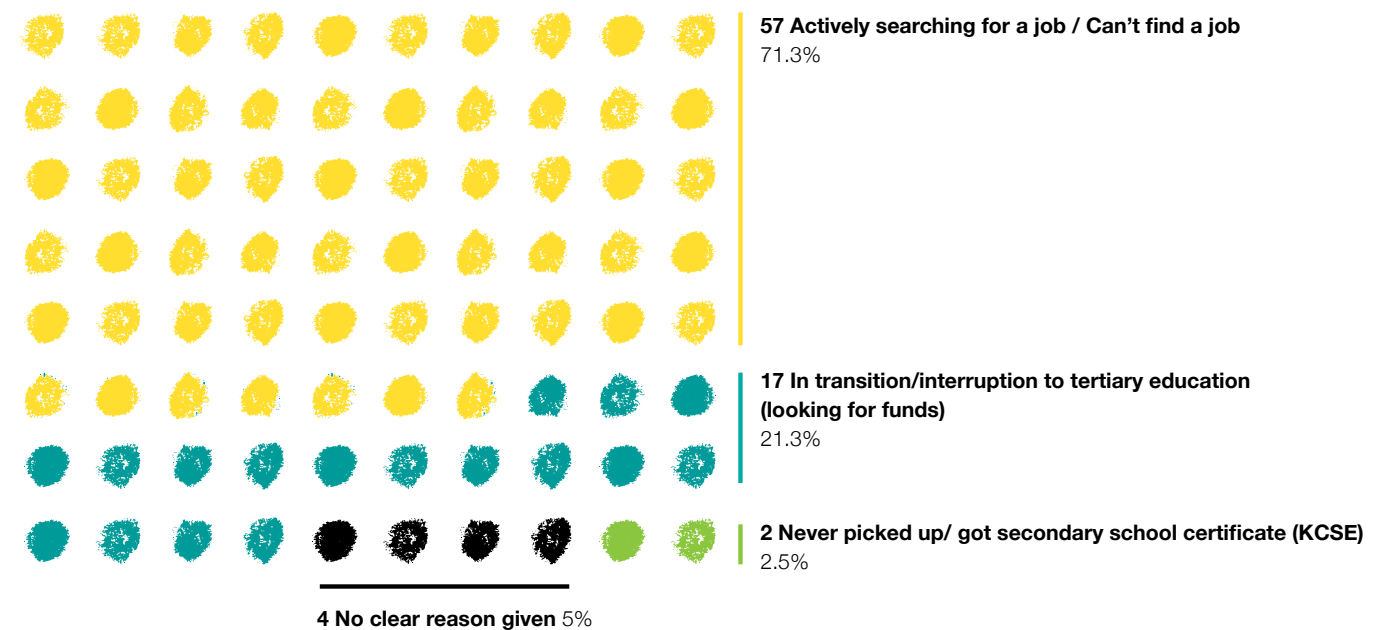 57 Actively searching for a job / Can’t find a job
71.3%
17 In transition/interruption to tertiary education
(looking for funds)
21.3%
2 Never picked up/ got secondary school certificate (KCSE)
2.5%
4 No clear reason given 5%